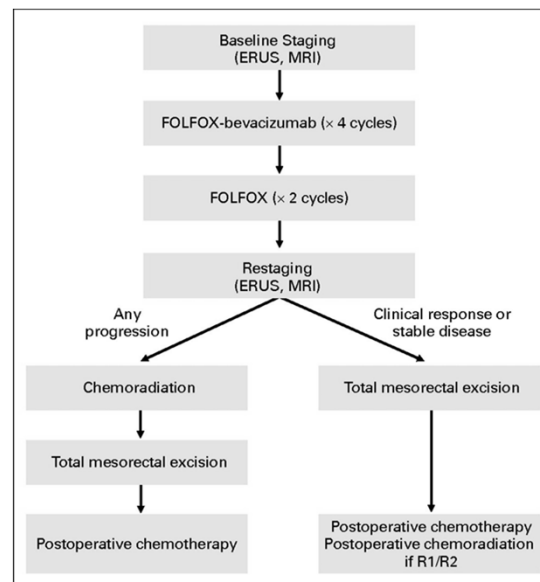 Baseline Staging
(ERUS, MRI)
FOLFOX-bevacizumab (× 4 cycles)
FOLFOX (× 2 cycles)
Restaging
(ERUS, MRI)
Any
progression
Clinical response or
stable disease
Chemoradiation
Total mesorectal excision
Total mesorectal excision
Postoperative chemotherapy
Postoperative chemotherapy
Postoperative chemoradiation
if R1/R2